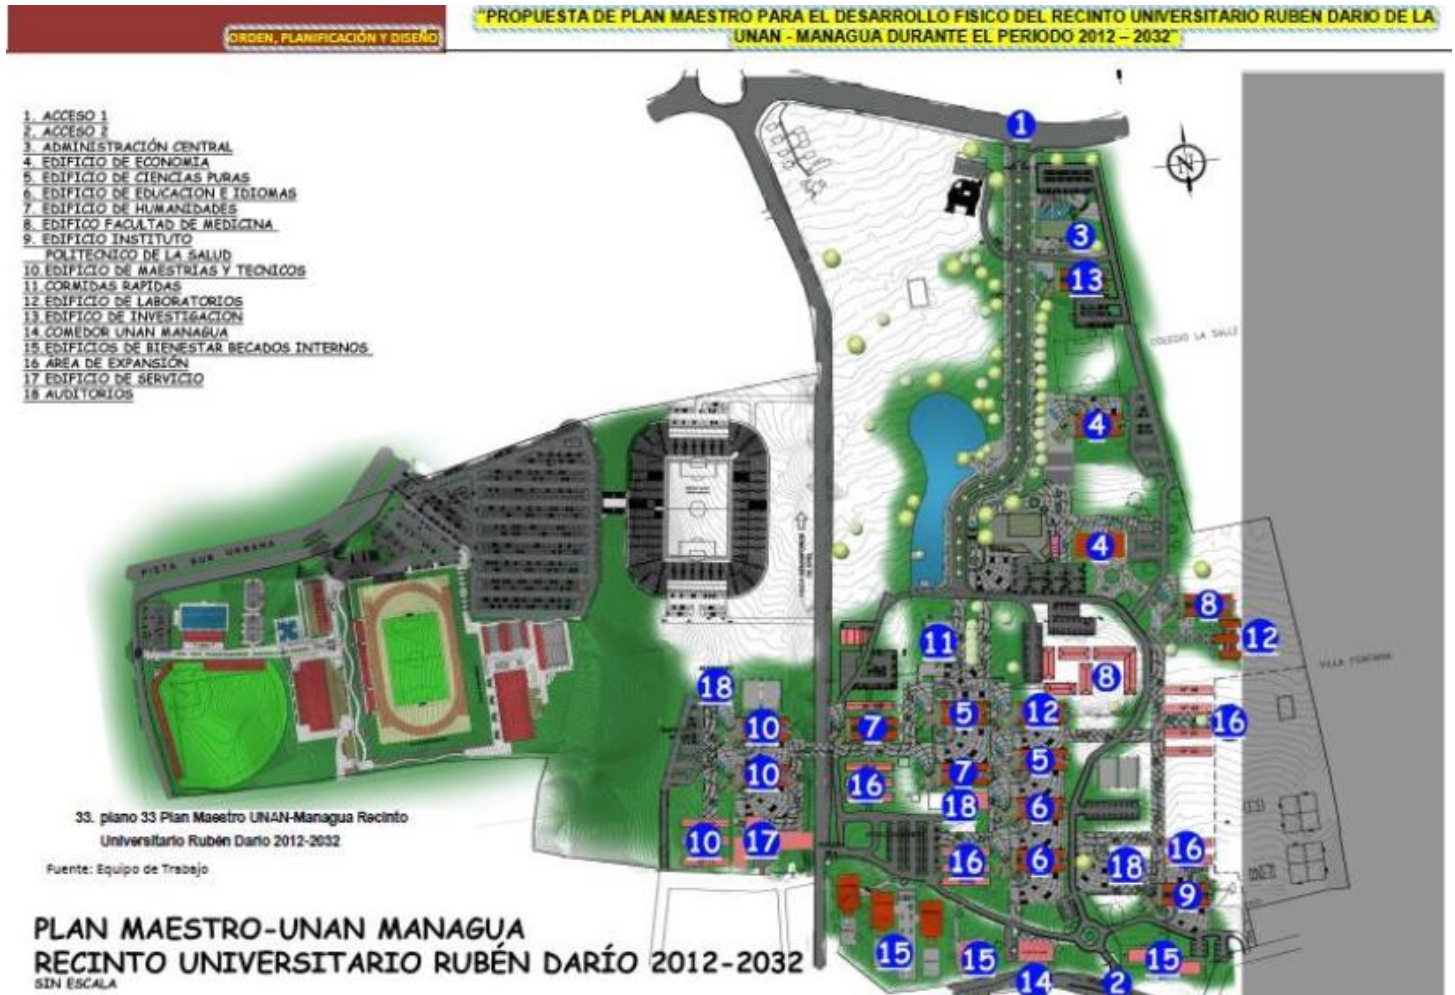 ORDEN, PLANIFICACIÓN Y DISEÑO
"PROPUESTA DE PLAN MAESTRO PARA EL DESARROLLO FISICO DEL RECINTO UNIVERSITARIO RUBEN DARIO DE LA
UNAN - MANAGUA DURANTE EL PERIODO 2012 – 2032"
1. ACCESO 1
2. ACCESO 2
3. ADMINISTRACIÓN CENTRAL
4. EDIFICIO DE ECONOMIA
5. EDIFICIO DE CIENCIAS PURAS
6. EDIFICIO DE EDUCACION E IDIOMAS
7. EDIFICIO DE HUMANIDADES
8. EDIFICO FACULTAD DE MEDICINA
9. EDIFICIO INSTITUTO
POLITECNICO DE LA SALUD
10.EDIFICIO DE MAESTRIAS Y TECNICOS
11.CORMIDAS RAPIDAS
12.EDIFICIO DE LABORATORIOS
13.EDIFICO DE INVESTIGACION
14.COMEDOR UNAN MANAGUA
15.EDIFICIOS DE BIENESTAR BECADOS INTERNOS
16 AREA DE EXPANSIÓN
17 EDIFICIO DE SERVICIO
18 AUDITORIOS
1
N
3
13
COLEGIO LA SALLE
4
PISTA SUR URBANA
4
8
11
12
VILLA FONTANA
8
18
10
7
5
12
16
10
16
7
5
18
6
10
17
16
6
18
16
9
15
15
14
2
15
33. plano 33 Plan Maestro UNAN-Managua Recinto
Universitario Rubén Darío 2012-2032
Fuente: Equipo de Trabajo
PLAN MAESTRO-UNAN MANAGUA
RECINTO UNIVERSITARIO RUBÉN DARÍO 2012-2032
SIN ESCALA